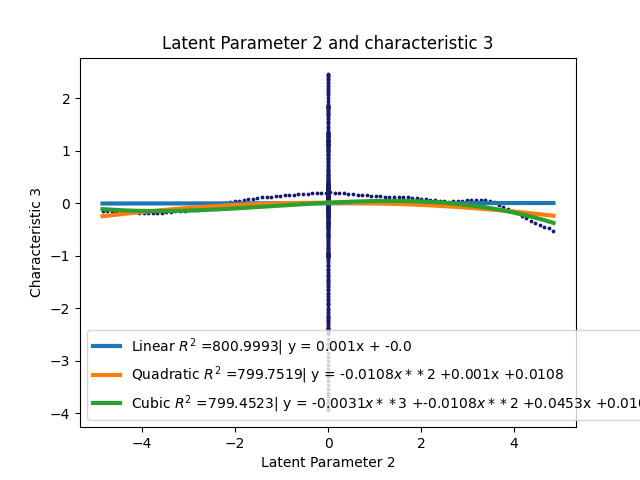 Latent Parameter 2 and characteristic 3
Characteristic 3
2
1
0
−1
−2
−3
−4
Linear R² =800.9993| y = 0.001x + -0.0
Quadratic R² =799.7519| y = -0.0108x * *2 +0.001x +0.0108
Cubic R² =799.4523| y = -0.0031x * *3 +-0.0108x * *2 +0.0453x +0.010
−4 −2 0 2 4
Latent Parameter 2